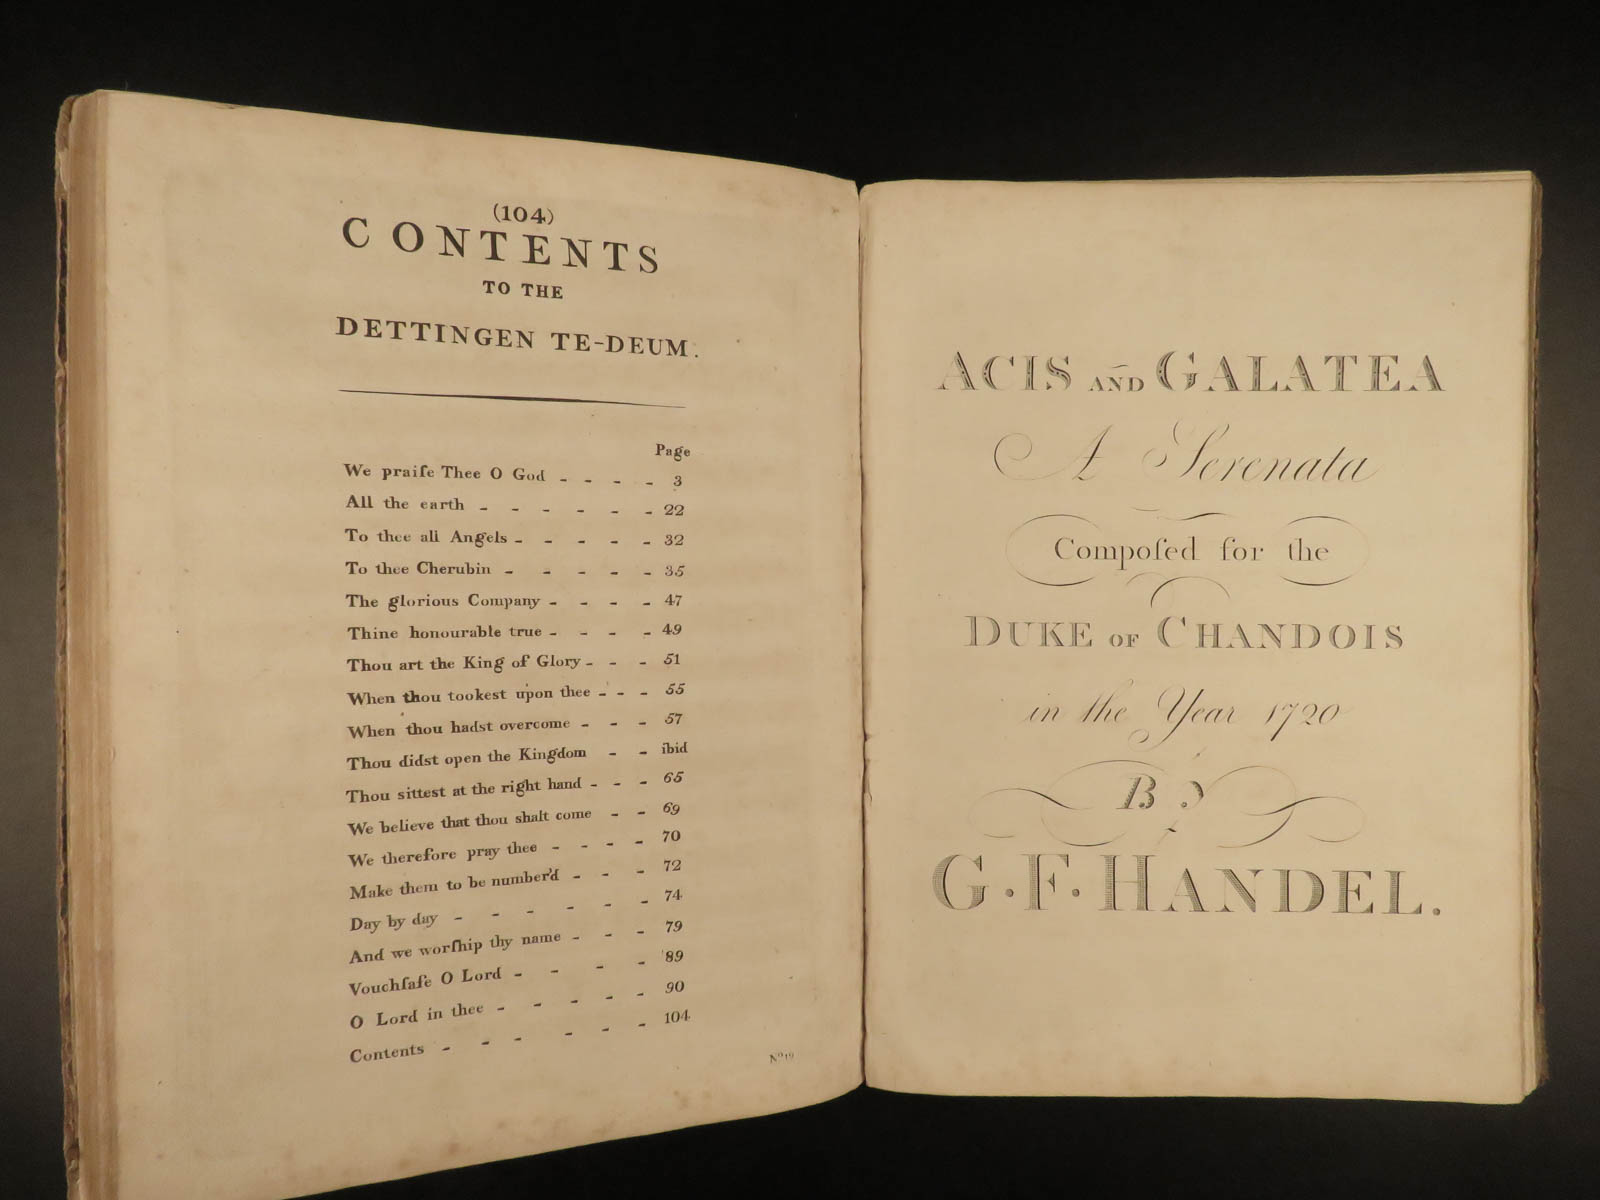 (104)
CONTENTS
TO THE
DETTINGEN TE-DEUM.
Page
We praiſe Thee O God - - - - 3
All the earth - - - - - - 22
To thee all Angels - - - - - 32
To thee Cherubin - - - - - 35
The glorious Company - - - - 47
Thine honourable true - - - - 49
Thou art the King of Glory - - - 51
When thou tookest upon thee - - - 55
When thou hadst overcome - - - 57
Thou didst open the Kingdom - - ibid
Thou sittest at the right hand - - - 65
We believe that thou shalt come - - 69
We therefore pray thee - - - - 70
Make them to be number'd - - - 72
Day by day - - - - - - 74
And we worſhip thy name - - - 79
Vouchſafe O Lord - - - - 89
O Lord in thee - - - - - 90
Contents - - - - - - 104
ACIS AND GALATEA
A Serenata
Compoſed for the
DUKE OF CHANDOIS
in the Year 1720
By
G. F. HANDEL.